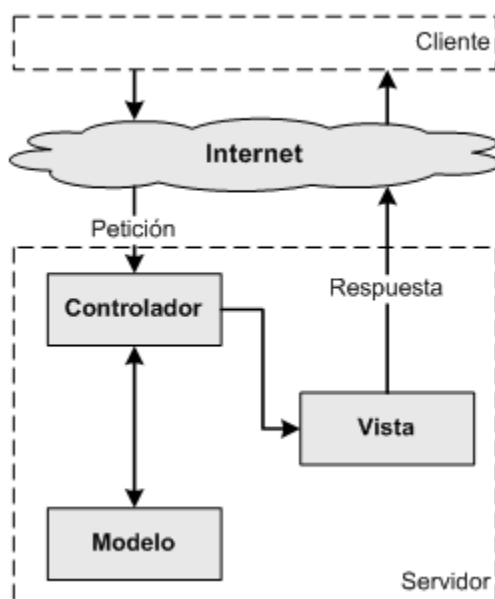 Cliente
Internet
Petición
Controlador
Respuesta
Vista
Modelo
Servidor